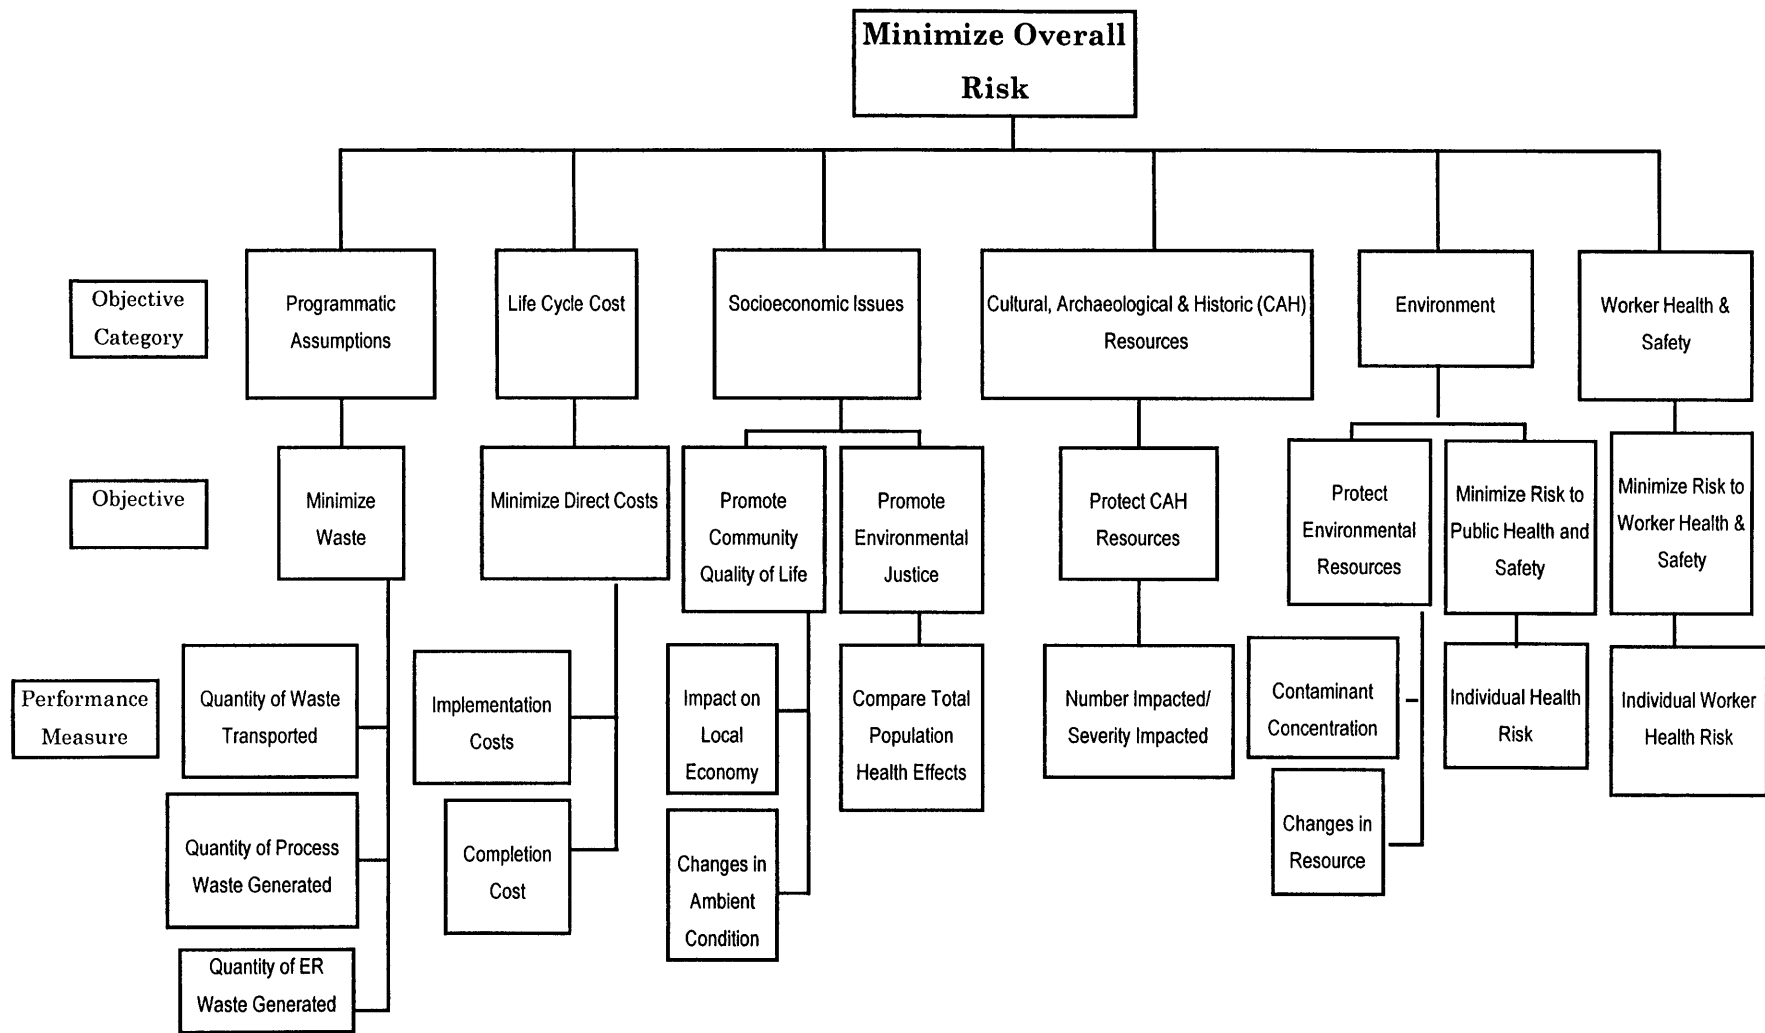 Minimize Overall
Risk
Objective
Category
Programmatic
Assumptions
Life Cycle Cost
Socioeconomic Issues
Cultural, Archaeological & Historic (CAH)
Resources
Environment
Worker Health &
Safety
Objective
Minimize
Waste
Minimize Direct Costs
Promote
Community
Quality of Life
Promote
Environmental
Justice
Protect CAH
Resources
Protect
Environmental
Resources
Minimize Risk to
Public Health and
Safety
Minimize Risk to
Worker Health &
Safety
Performance
Measure
Quantity of Waste
Transported
Quantity of Process
Waste Generated
Quantity of ER
Waste Generated
Implementation
Costs
Completion
Cost
Impact on
Local
Economy
Changes in
Ambient
Condition
Compare Total
Population
Health Effects
Number Impacted/
Severity Impacted
Contaminant
Concentration
Changes in
Resource
Individual Health
Risk
Individual Worker
Health Risk